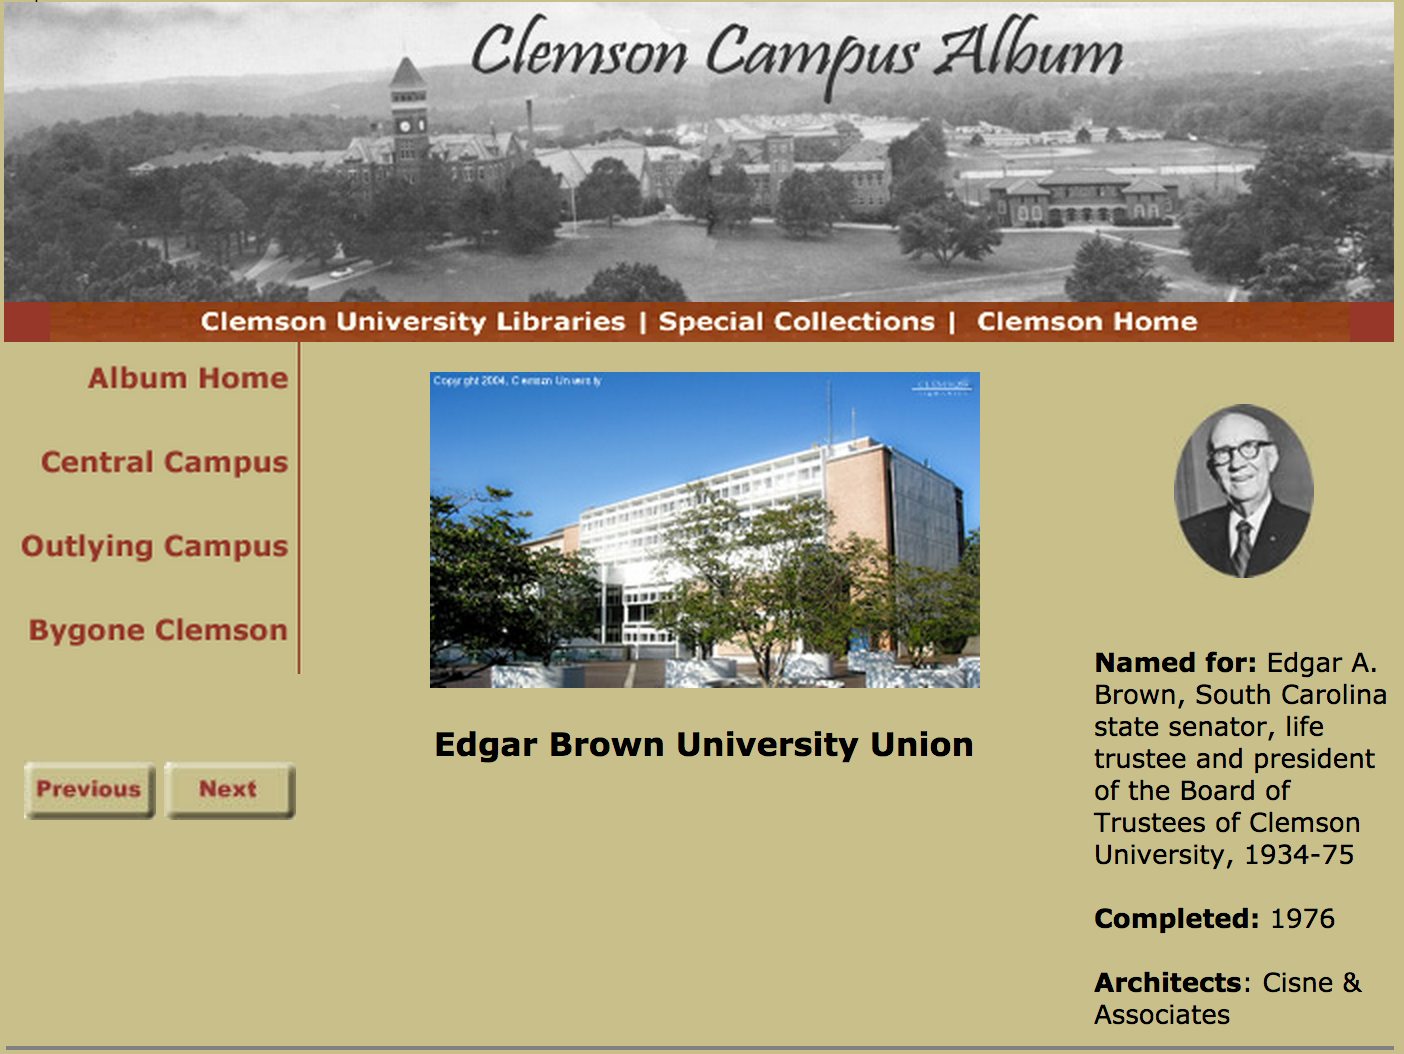 Clemson Campus Album
Clemson University Libraries | Special Collections | Clemson Home
Album Home
Central Campus
Outlying Campus
Bygone Clemson
Previous
Next
Copyright 2004, Clemson University
CLEMSON
Edgar Brown University Union
Named for: Edgar A.
Brown, South Carolina
state senator, life
trustee and president
of the Board of
Trustees of Clemson
University, 1934-75
Completed: 1976
Architects: Cisne &
Associates